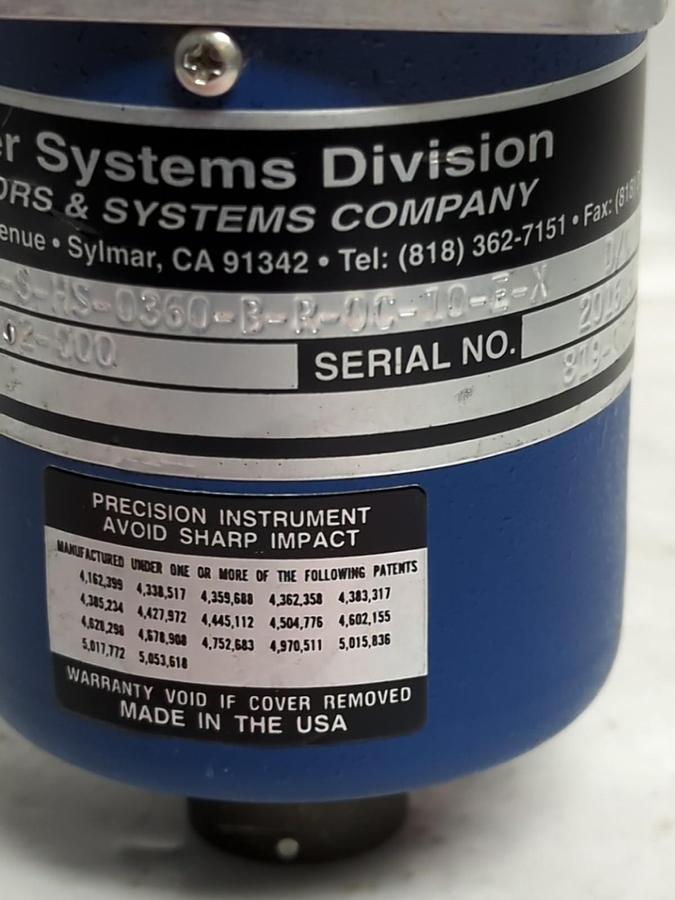 Systems Division
& SYSTEMS COMPANY
• Sylmar, CA 91342 • Tel: (818) 362-7151 • Fax: (818)
-S-HS-0360-B-R-OC-10-E-X
SERIAL NO.
PRECISION INSTRUMENT
AVOID SHARP IMPACT
MANUFACTURED UNDER ONE OR MORE OF THE FOLLOWING PATENTS
4,162,399 4,338,517 4,359,688 4,362,358 4,383,317
4,385,234 4,427,972 4,445,112 4,504,776 4,602,155
4,628,298 4,678,908 4,752,683 4,970,511 5,015,836
5,017,772 5,053,618
WARRANTY VOID IF COVER REMOVED
MADE IN THE USA